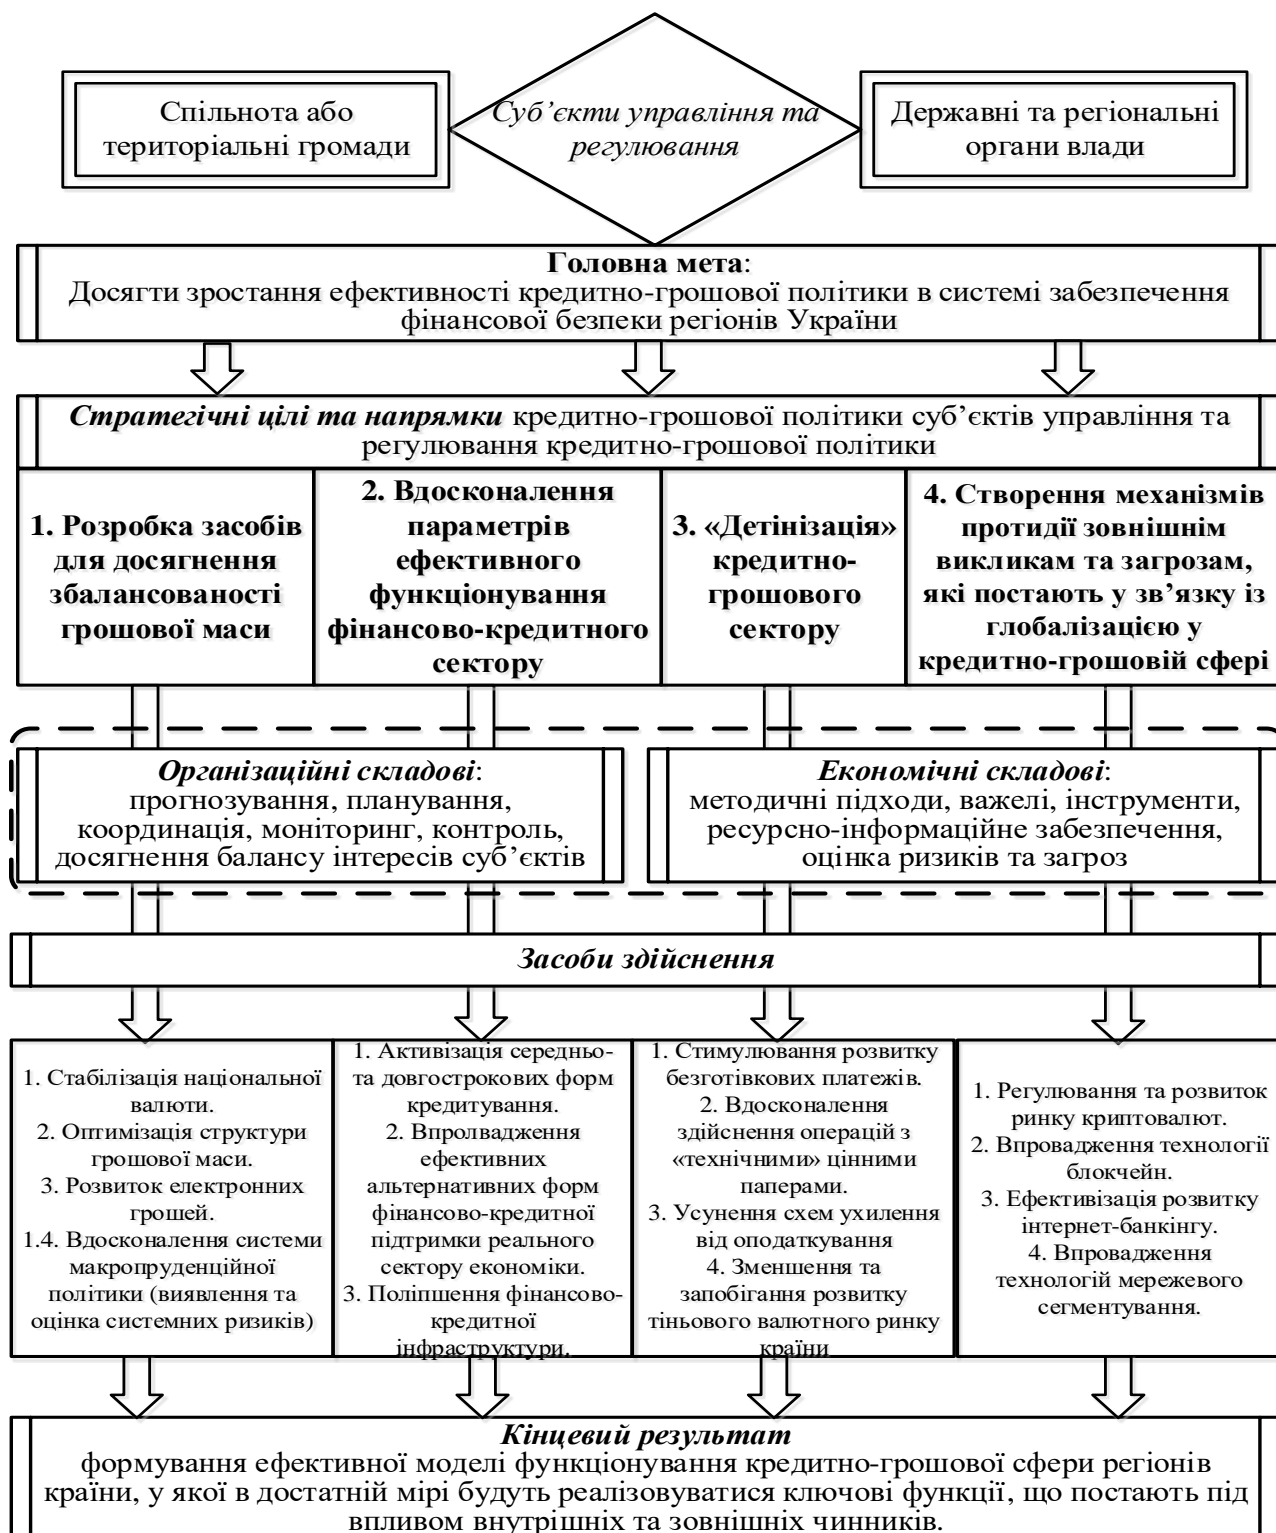 Спільнота або
територіальні громади
Суб’єкти управління та
регулювання
Державні та регіональні
органи влади
Головна мета:
Досягти зростання ефективності кредитно-грошової політики в системі забезпечення
фінансової безпеки регіонів України
Стратегічні цілі та напрямки кредитно-грошової політики суб’єктів управління та
регулювання кредитно-грошової політики
1. Розробка засобів
для досягнення
збалансованості
грошової маси
2. Вдосконалення
параметрів
ефективного
функціонування
фінансово-кредитного
сектору
3. «Детінізація»
кредитно-
грошового
сектору
4. Створення механізмів
протидії зовнішнім
викликам та загрозам,
які постають у зв’язку із
глобалізацією у
кредитно-грошовій сфері
Організаційні складові:
прогнозування, планування,
координація, моніторинг, контроль,
досягнення балансу інтересів суб’єктів
Економічні складові:
методичні підходи, важелі, інструменти,
ресурсно-інформаційне забезпечення,
оцінка ризиків та загроз
Засоби здійснення
1. Стабілізація національної
валюти.
2. Оптимізація структури
грошової маси.
3. Розвиток електронних
грошей.
1.4. Вдосконалення системи
макропруденційної
політики (виявлення та
оцінка системних ризиків)
1. Активізація середньо-
та довгострокових форм
кредитування.
2. Впролвадження
ефективних
альтернативних форм
фінансово-кредитної
підтримки реального
сектору економіки.
3. Поліпшення фінансово-
кредитної
інфраструктури.
1. Стимулювання розвитку
безготівкових платежів.
2. Вдосконалення
здійснення операцій з
«технічними» цінними
паперами.
3. Усунення схем ухилення
від оподаткування
4. Зменшення та
запобігання розвитку
тіньового валютного ринку
країни
1. Регулювання та розвиток
ринку криптовалют.
2. Впровадження технології
блокчейн.
3. Ефективізація розвитку
інтернет-банкінгу.
4. Впровадження
технологій мережевого
сегментування.
Кінцевий результат
формування ефективної моделі функціонування кредитно-грошової сфери регіонів
країни, у якої в достатній мірі будуть реалізовуватися ключові функції, що постають під
впливом внутрішніх та зовнішніх чинників.